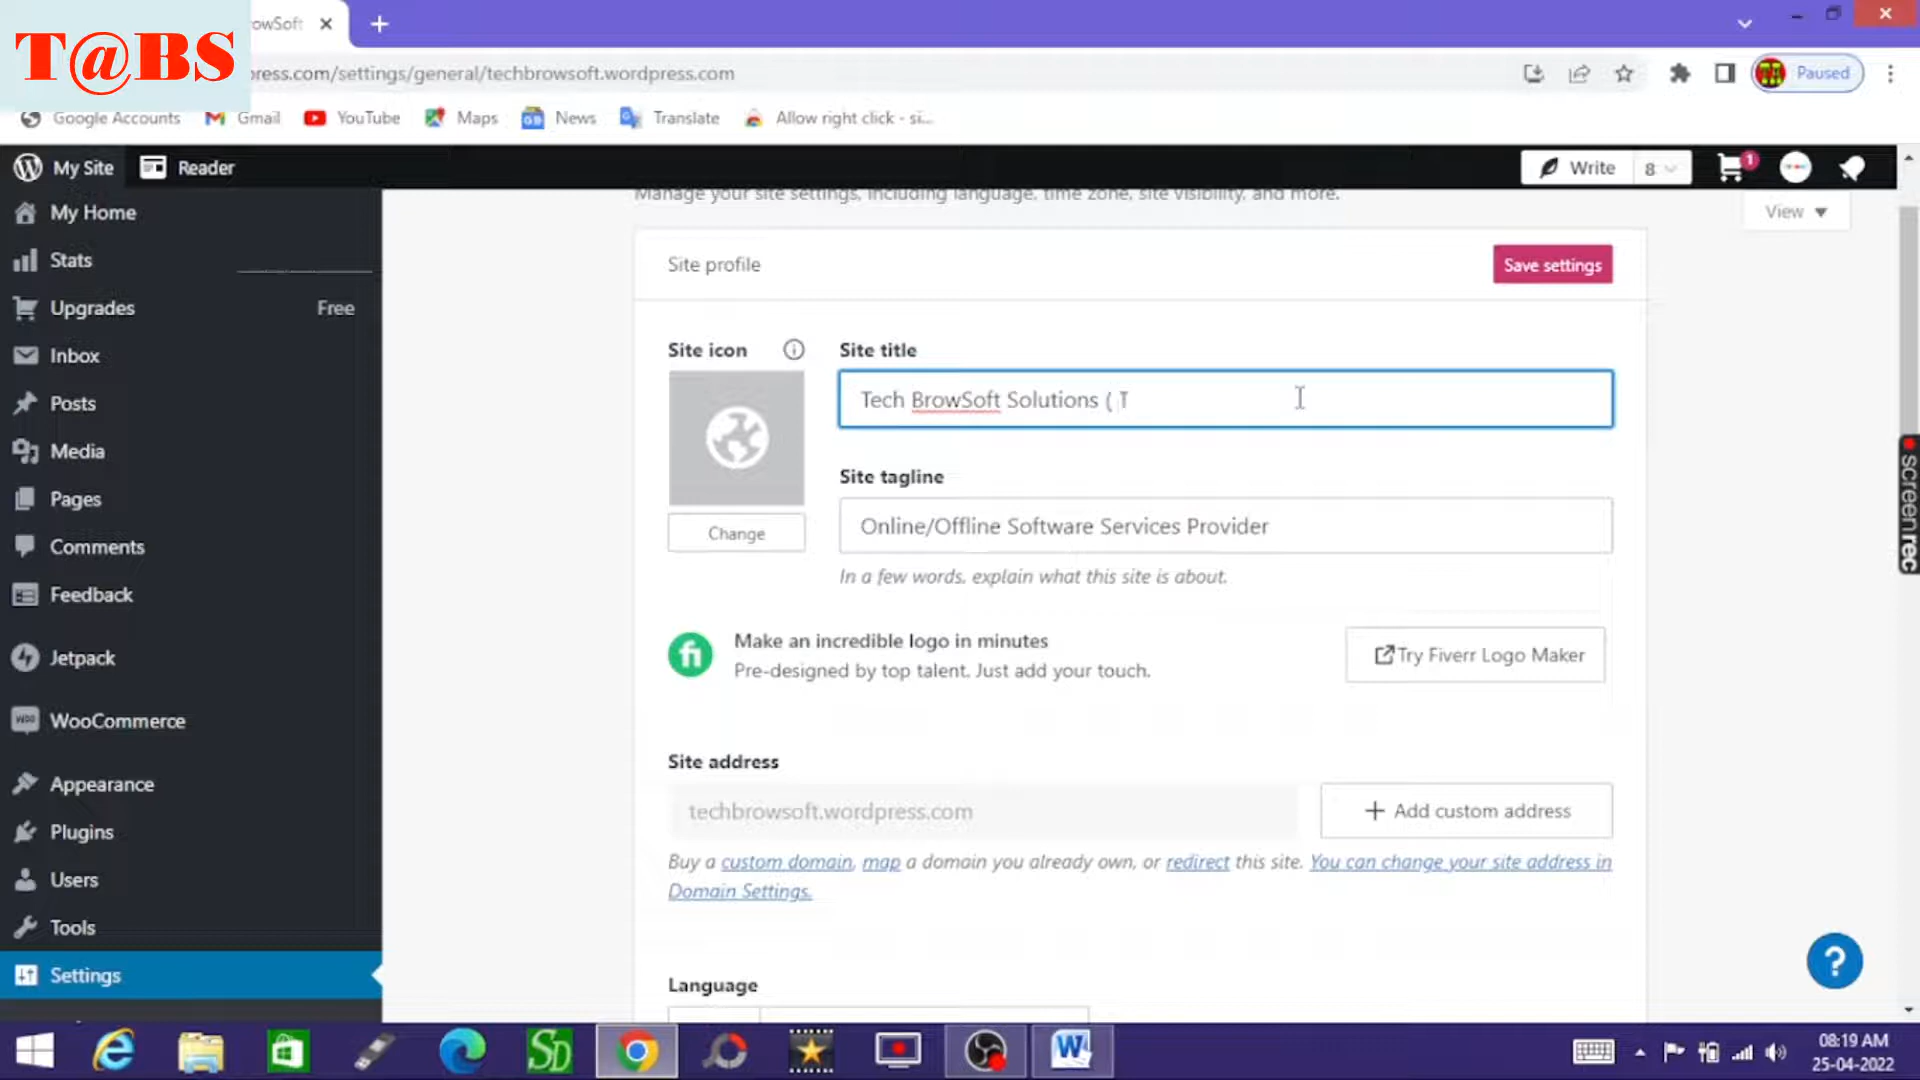 T@BS
owSoft
press.com/settings/general/techbrowsoft.wordpress.com
Paused
Google Accounts
Gmail
YouTube
Maps
News
Translate
Allow right click - si...
My Site
Reader
Write
8
1
Manage your site settings, including language, time zone, site visibility, and more.
View
My Home
Stats
Upgrades
Free
Inbox
Posts
Media
Pages
Comments
Feedback
Jetpack
WooCommerce
Appearance
Plugins
Users
Tools
Settings
Site profile
Save settings
Site icon
Site title
Tech BrowSoft Solutions ( T
Change
Site tagline
Online/Offline Software Services Provider
In a few words, explain what this site is about.
fi
Make an incredible logo in minutes
Pre-designed by top talent. Just add your touch.
Try Fiverr Logo Maker
Site address
techbrowsoft.wordpress.com
+ Add custom address
Buy a custom domain, map a domain you already own, or redirect this site. You can change your site address in
Domain Settings.
Language
?
screenrec
SD
W
08:19 AM
25-04-2022